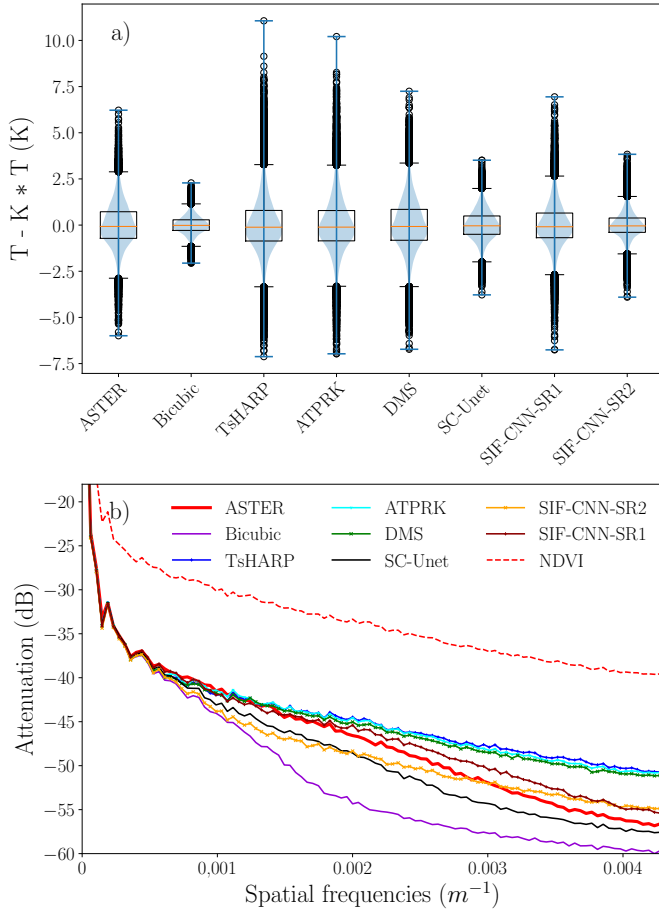 a)
T - K ∗ T (K)
10.0
7.5
5.0
2.5
0.0
−2.5
−5.0
−7.5
ASTER
Bicubic
TsHARP
ATPRK
DMS
SC-Unet
SIF-CNN-SR1
SIF-CNN-SR2
b)
ASTER
Bicubic
TsHARP
ATPRK
DMS
SC-Unet
SIF-CNN-SR2
SIF-CNN-SR1
NDVI
Attenuation (dB)
−20
−25
−30
−35
−40
−45
−50
−55
−60
0
0,001
0.002
0.003
0.004
Spatial frequencies (m⁻¹)